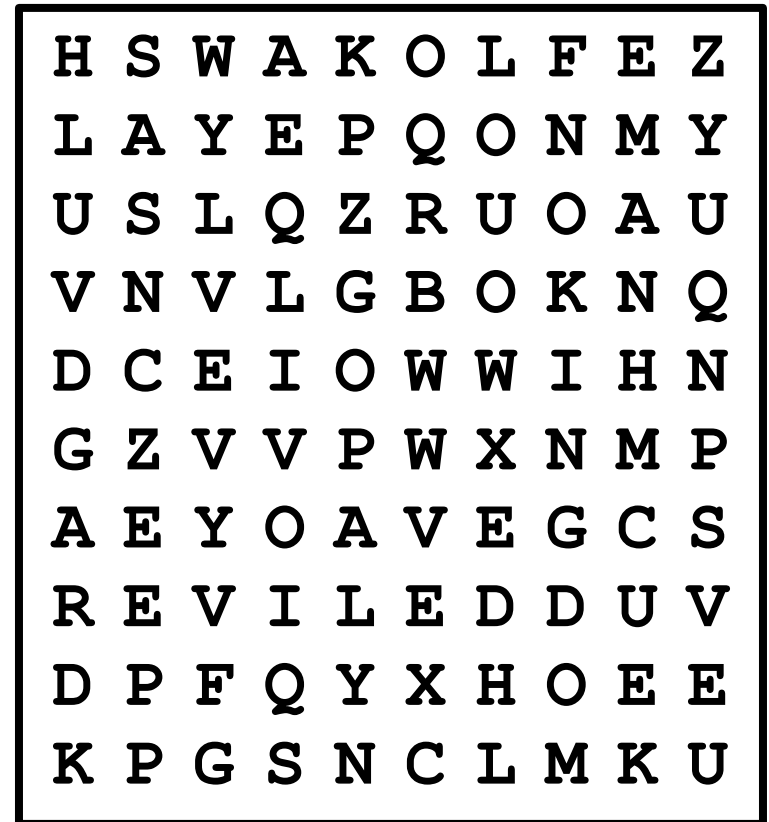 H S W A K O L F E Z
L A Y E P Q O N M Y
U S L Q Z R U O A U
V N V L G B O K N Q
D C E I O W W I H N
G Z V V P W X N M P
A E Y O A V E G C S
R E V I L E D D U V
D P F Q Y X H O E E
K P G S N C L M K U